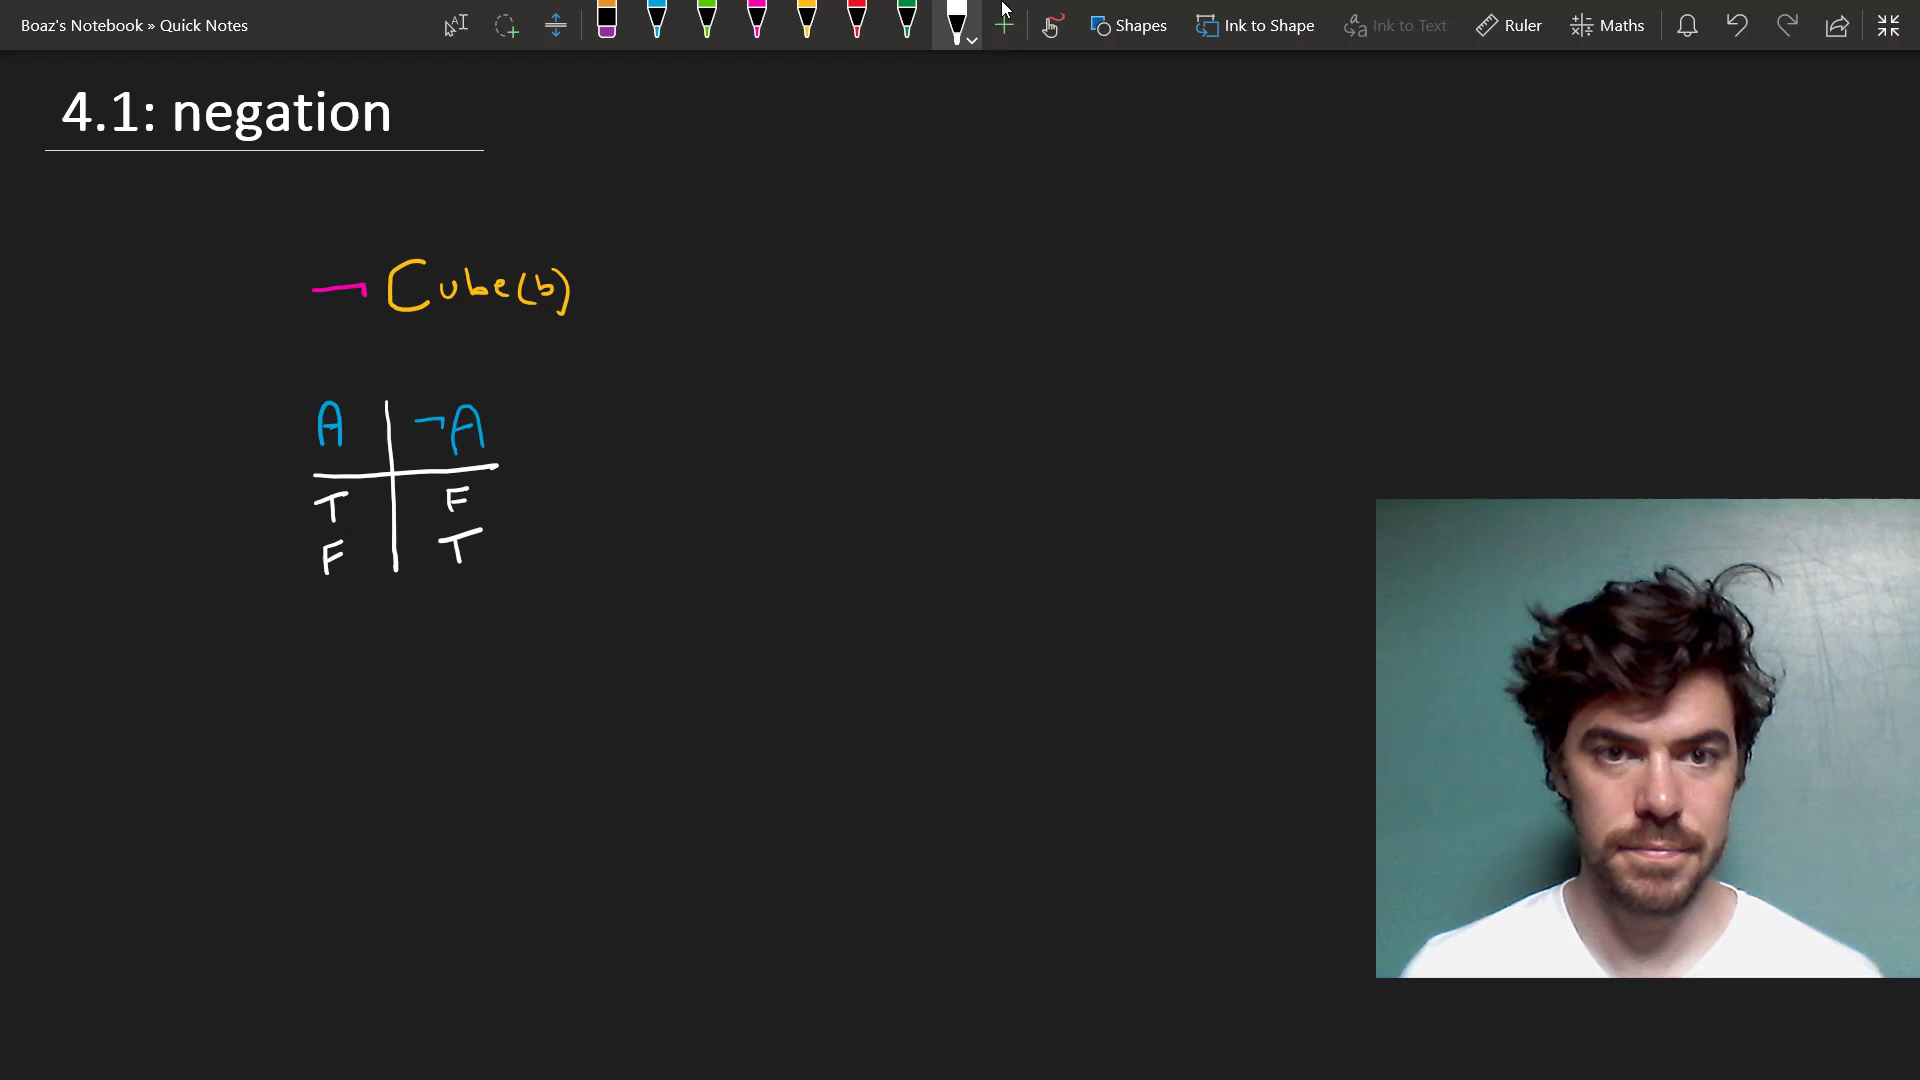 Boaz's Notebook » Quick Notes
Shapes
Ink to Shape
Ink to Text
Ruler
Maths
4.1: negation
¬ Cube(b)
A ¬A
T F
F T